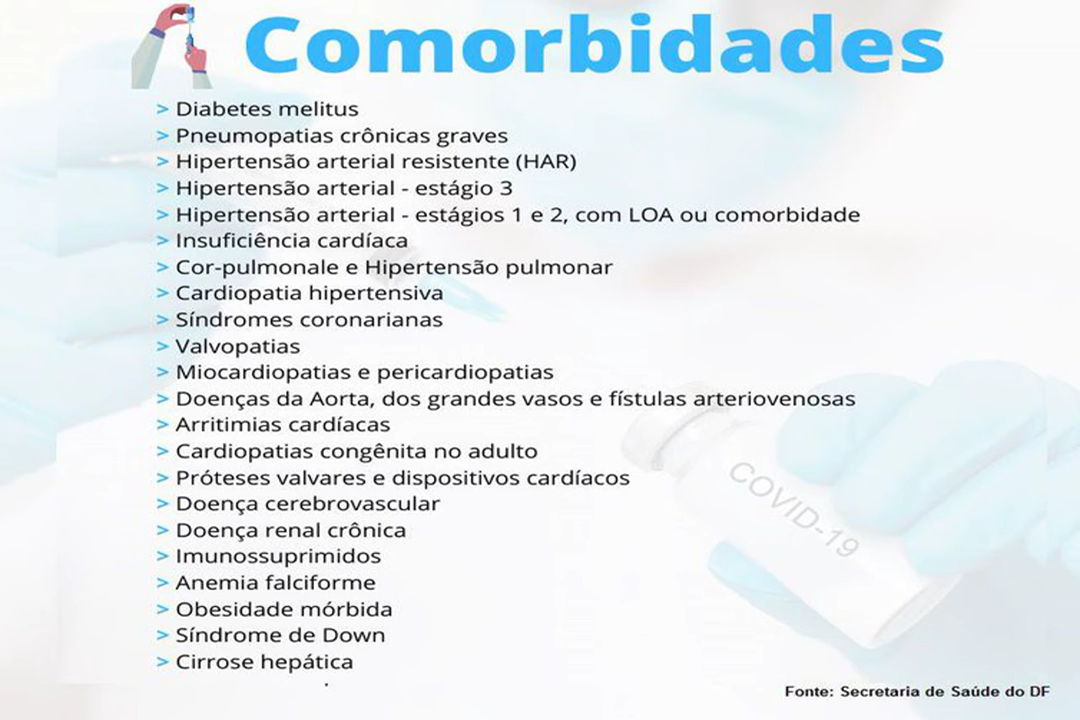 Comorbidades
> Diabetes melitus
> Pneumopatias crônicas graves
> Hipertensão arterial resistente (HAR)
> Hipertensão arterial - estágio 3
> Hipertensão arterial - estágios 1 e 2, com LOA ou comorbidade
> Insuficiência cardíaca
> Cor-pulmonale e Hipertensão pulmonar
> Cardiopatia hipertensiva
> Síndromes coronarianas
> Valvopatias
> Miocardiopatias e pericardiopatias
> Doenças da Aorta, dos grandes vasos e fístulas arteriovenosas
> Arritimias cardíacas
> Cardiopatias congênita no adulto
> Próteses valvares e dispositivos cardíacos
> Doença cerebrovascular
> Doença renal crônica
> Imunossuprimidos
> Anemia falciforme
> Obesidade mórbida
> Síndrome de Down
> Cirrose hepática
.
COVID-19
Fonte: Secretaria de Saúde do DF